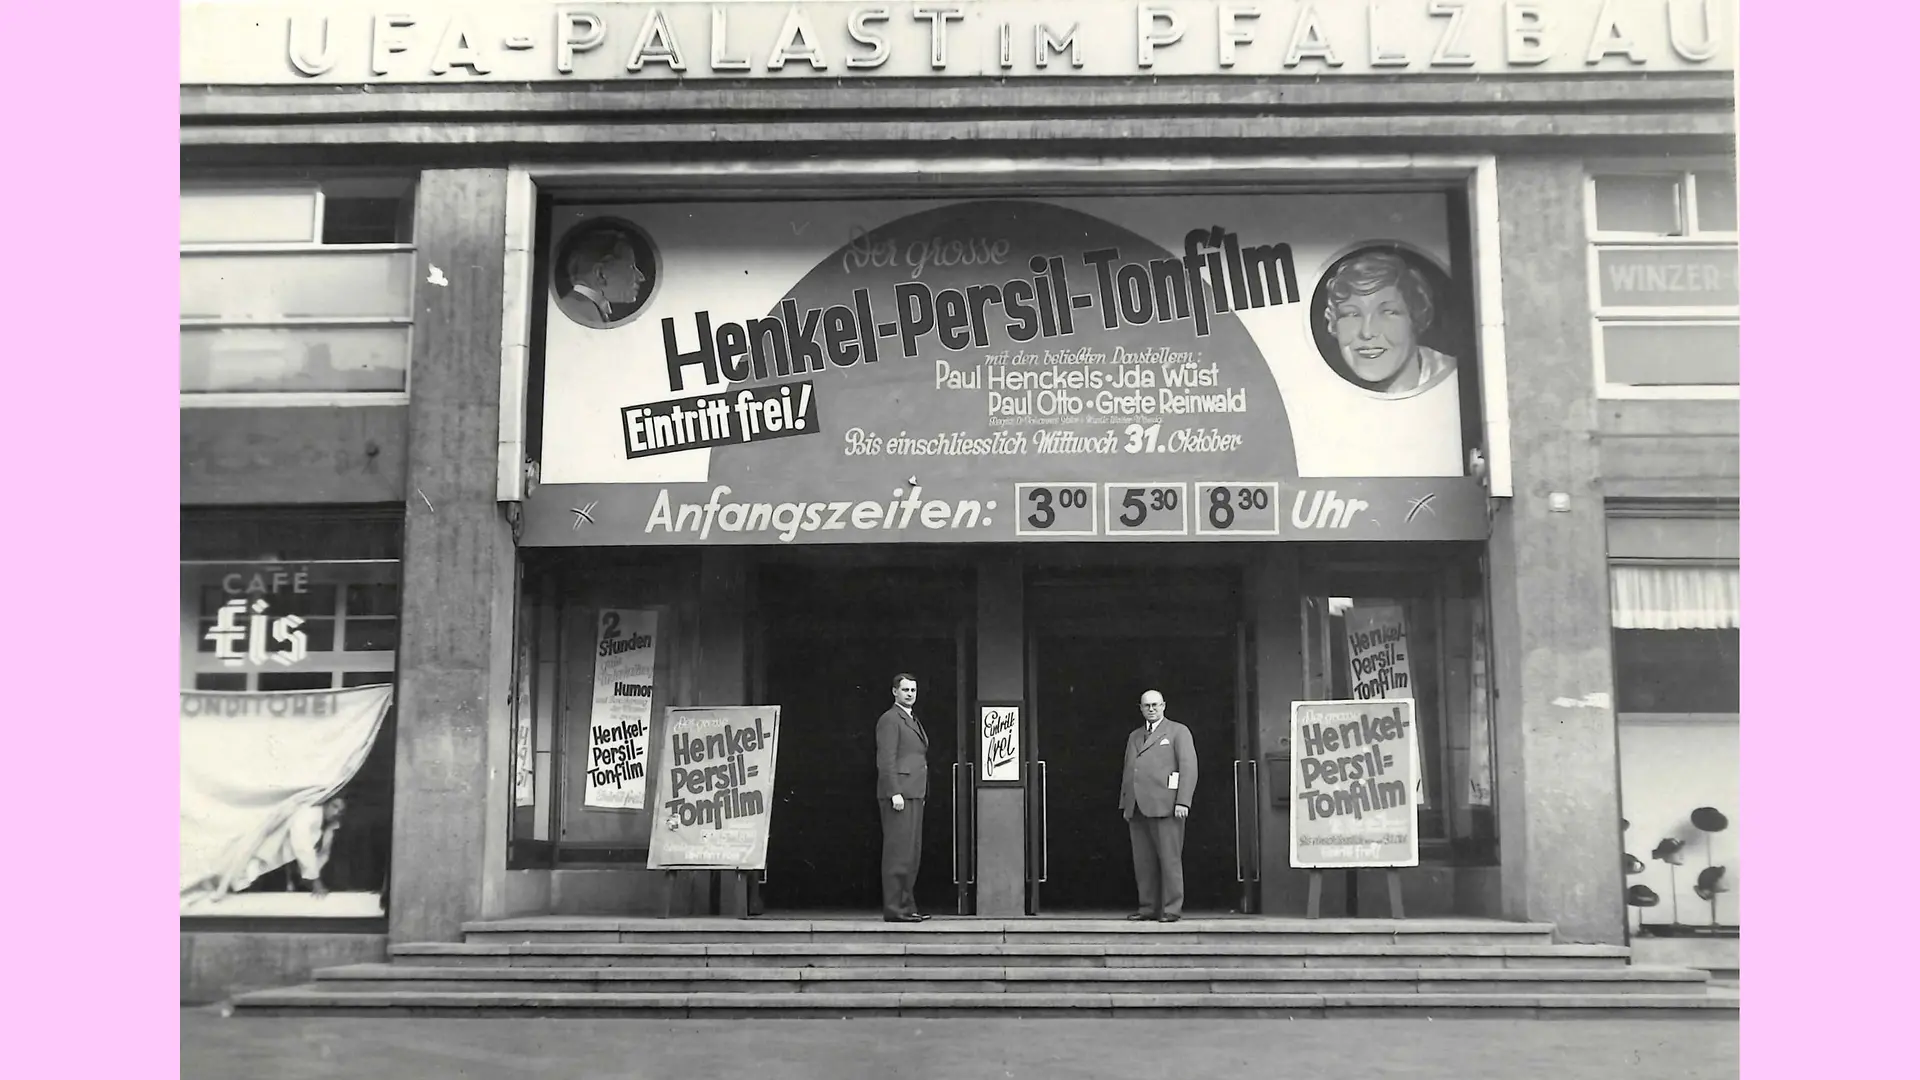 UFA-PALAST IM PFALZBAU
Der grosse
Henkel-Persil-Tonfilm
mit den beliebten Darstellern:
Paul Henckels • Jda Wüst
Paul Otto • Grete Reinwald
Eintritt frei!
Bis einschliesslich Mittwoch 31. Oktober
Anfangszeiten: 3 00 5 30 8 30 Uhr
WINZER-
CAFÉ
Eis
ONDITOREI
2
Stunden
Humor
Henkel-
Persil=
Tonfilm
Der grosse
Henkel-
Persil=
Tonfilm
Eintritt
frei
Henkel-
Persil=
Tonfilm
Der grosse
Henkel-
Persil=
Tonfilm